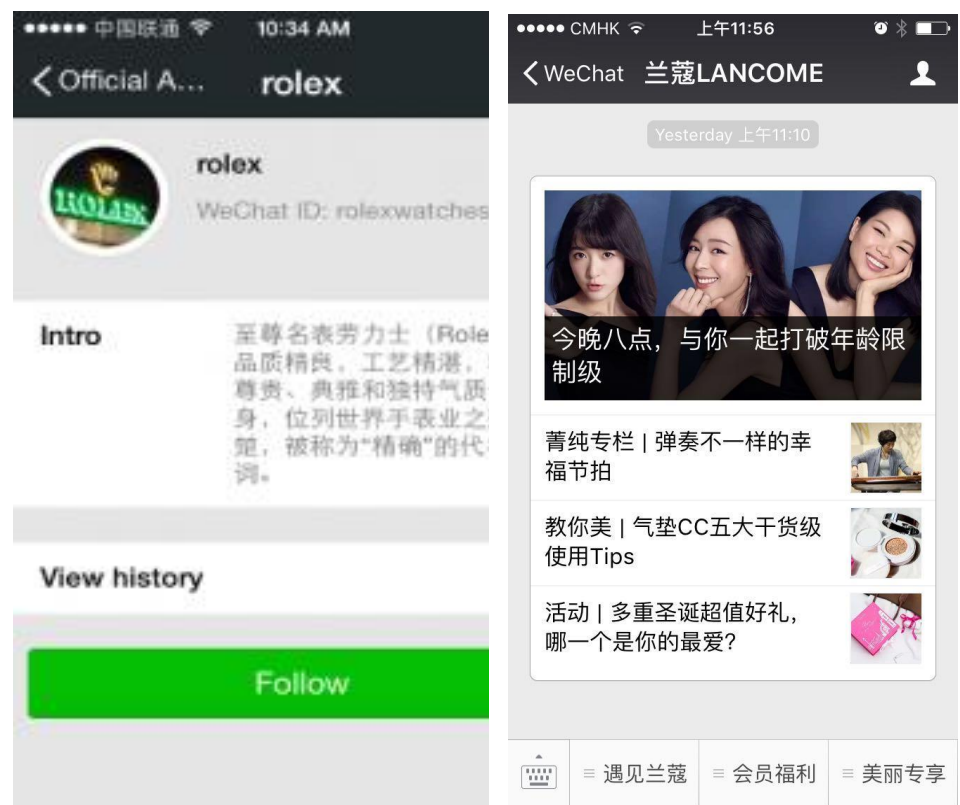 中国联通 10:34 AM
Official A... rolex
ROLEX
rolex
WeChat ID: rolexwatches
Intro
至尊名表劳力士（Role
品质精良，工艺精湛，
尊贵、典雅和独特气质
身，位列世界手表业之
楚，被称为“精确”的代
词。
View history
Follow
CMHK 上午11:56
WeChat 兰蔻LANCOME
Yesterday 上午11:10
今晚八点，与你一起打破年龄限
制级
菁纯专栏 | 弹奏不一样的幸
福节拍
教你美 | 气垫CC五大干货级
使用Tips
活动 | 多重圣诞超值好礼，
哪一个是你的最爱?
遇见兰蔻 会员福利 美丽专享